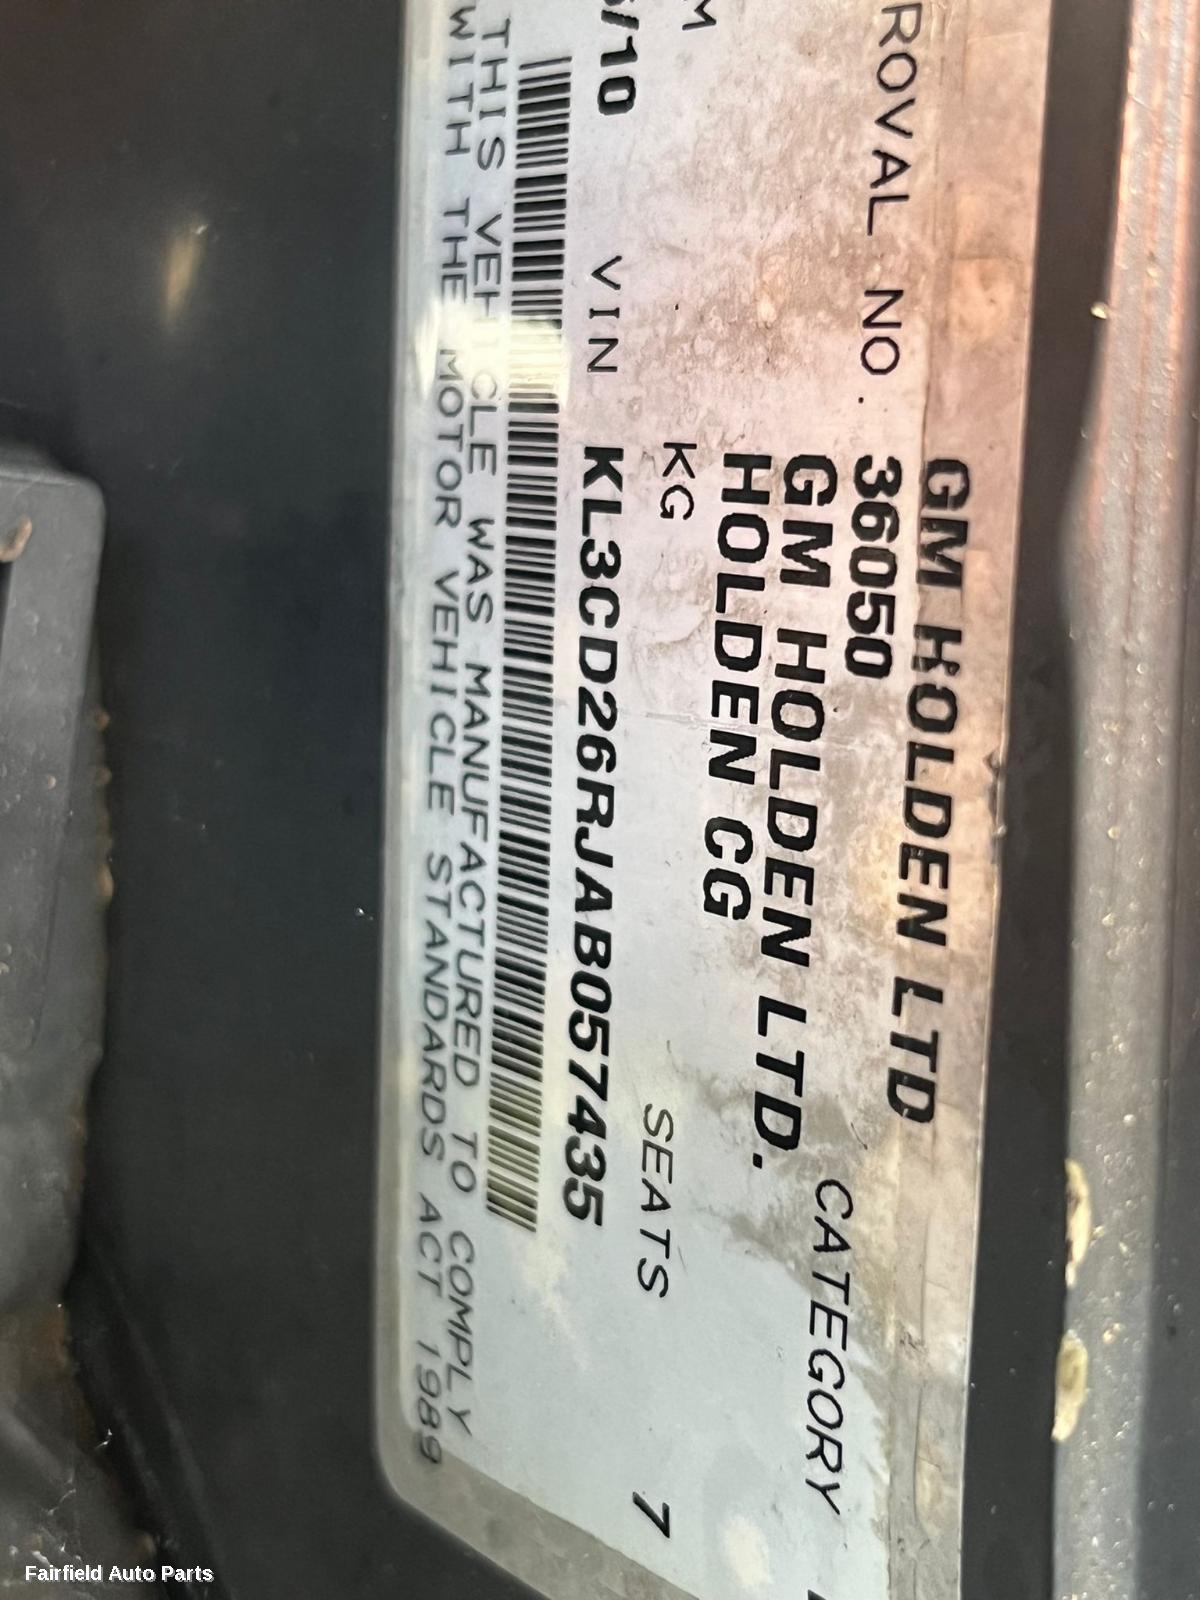 GM HOLDEN LTD
ROVAL NO. 36050 CATEGORY
GM HOLDEN LTD.
HOLDEN CG
M KG SEATS 7
/10 VIN KL3CD26RJAB057435
THIS VEHICLE WAS MANUFACTURED TO COMPLY
WITH THE MOTOR VEHICLE STANDARDS ACT 1989
Fairfield Auto Parts